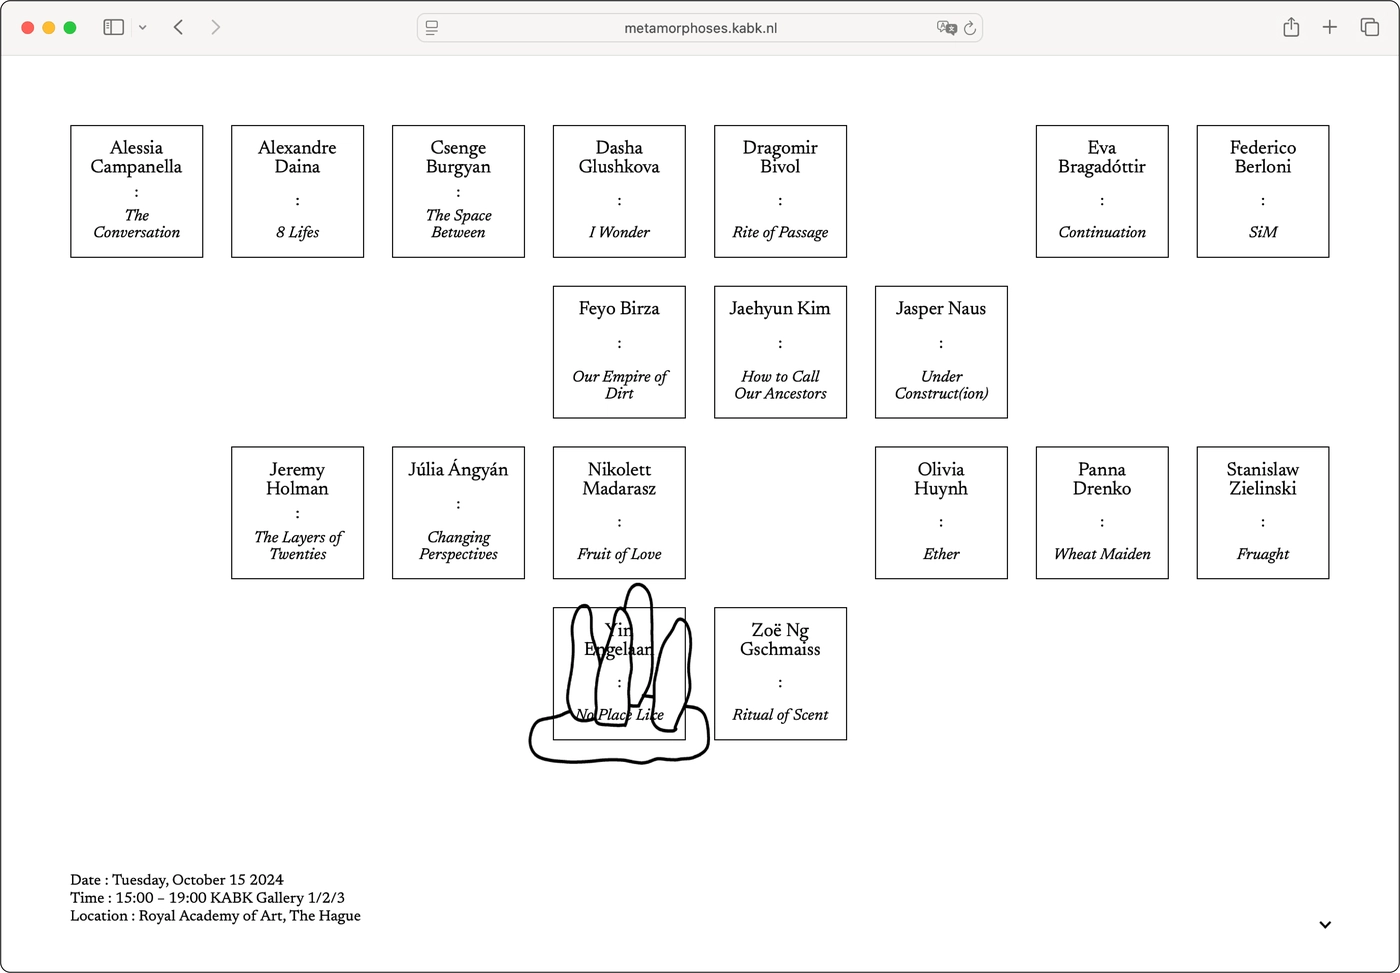 metamorphoses.kabk.nl
Alessia
Campanella
:
The
Conversation
Alexandre
Daina
:
8 Lifes
Csenge
Burgyan
:
The Space
Between
Dasha
Glushkova
:
I Wonder
Dragomir
Bivol
:
Rite of Passage
Eva
Bragadóttir
:
Continuation
Federico
Berloni
:
SiM
Feyo Birza
:
Our Empire of
Dirt
Jaehyun Kim
:
How to Call
Our Ancestors
Jasper Naus
:
Under
Construct(ion)
Jeremy
Holman
:
The Layers of
Twenties
Júlia Ángyán
:
Changing
Perspectives
Nikolett
Madarasz
:
Fruit of Love
Olivia
Huynh
:
Ether
Panna
Drenko
:
Wheat Maiden
Stanislaw
Zielinski
:
Fruaght
Yin
Engelaan
:
No Place Like
Zoë Ng
Gschmaiss
:
Ritual of Scent
Date : Tuesday, October 15 2024
Time : 15:00 – 19:00 KABK Gallery 1/2/3
Location : Royal Academy of Art, The Hague